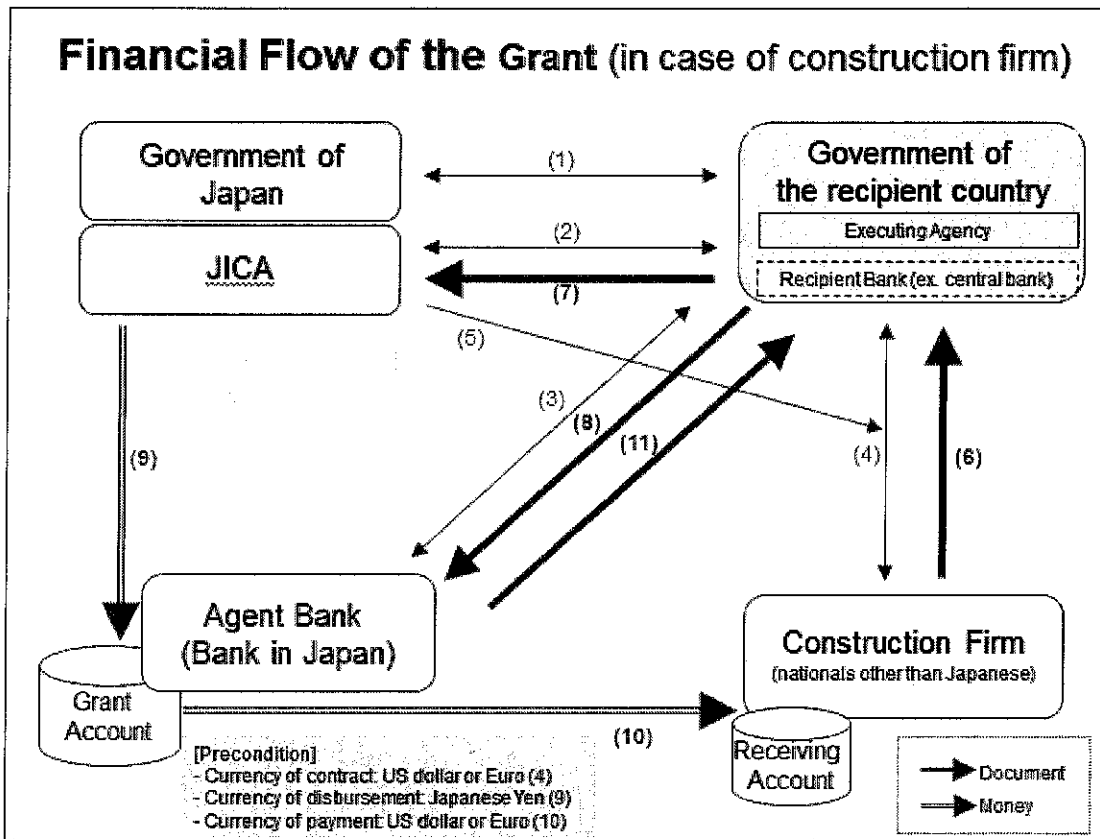 Financial Flow of the Grant (in case of construction firm)
Government of
Japan
JICA
(1)
(2)
(7)
(5)
Government of
the recipient country
Executing Agency
Recipient Bank (ex. central bank)
(3)
(8)
(11)
(4)
(6)
(9)
Agent Bank
(Bank in Japan)
Grant
Account
(10)
Construction Firm
(nationals other than Japanese)
Receiving
Account
[Precondition]
- Currency of contract: US dollar or Euro (4)
- Currency of disbursement: Japanese Yen (9)
- Currency of payment: US dollar or Euro (10)
Document
Money